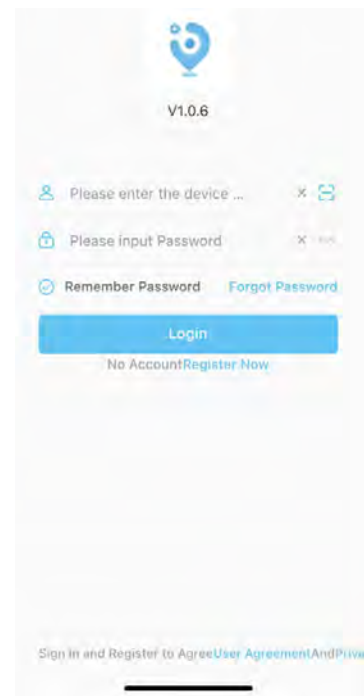 V1.0.6
Please enter the device ...
Please input Password
Remember Password Forgot Password
Login
No AccountRegister Now
Sign in and Register to AgreeUser AgreementAndPriva